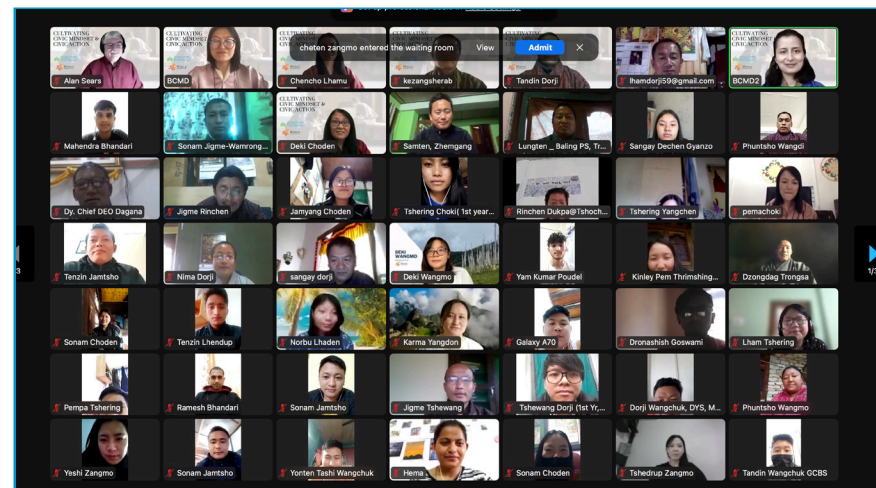 CULTIVATING
CIVIC MINDSET &
CIVIC ACTION
cheten zangmo entered the waiting room View Admit
Alan Sears
BCMD
Chencho Lhamu
kezangsherab
Tandin Dorji
lhamdorji59@gmail.com
BCMD2
Mahendra Bhandari
Sonam Jigme-Wamrong...
Deki Choden
Samten, Zhemgang
Lungten _ Baling PS, Tr...
Sangay Dechen Gyanzo
Phuntsho Wangdi
Dy. Chief DEO Dagana
Jigme Rinchen
Jamyang Choden
Tshering Choki( 1st year...
Rinchen Dukpa@Tshoch...
Tshering Yangchen
pemachoki
Tenzin Jamtsho
Nima Dorji
sangay dorji
DEKI
WANGMO
Deki Wangmo
Yam Kumar Poudel
Kinley Pem Thrimshing...
Dzongdag Trongsa
Sonam Choden
Tenzin Lhendup
Norbu Lhaden
Karma Yangdon
Galaxy A70
Dronashish Goswami
Lham Tshering
Pempa Tshering
Ramesh Bhandari
Sonam Jamtsho
Jigme Tshewang
Tshewang Dorji (1st Yr,...
Dorji Wangchuk, DYS, M...
Phuntsho Wangmo
Yeshi Zangmo
Sonam Jamtsho
Yonten Tashi Wangchuk
Hema
Sonam Choden
Tshedrup Zangmo
Tandin Wangchuk GCBS